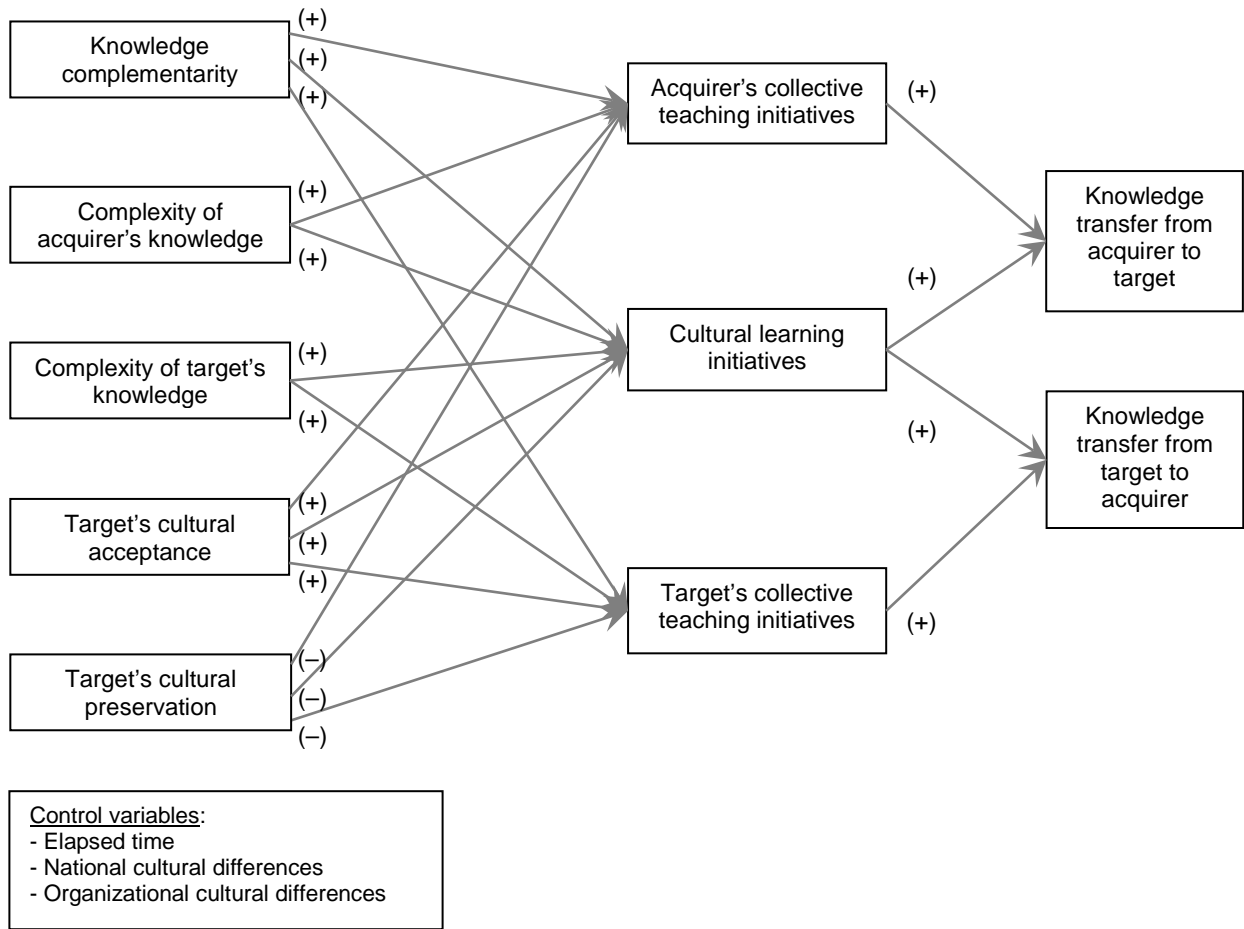 (+)
Knowledge
complementarity
(+)
(+)
Acquirer’s collective
teaching initiatives
(+)
Complexity of
acquirer’s knowledge
(+)
(+)
Knowledge
transfer from
acquirer to
target
(+)
Cultural learning
initiatives
(+)
Complexity of target’s
knowledge
(+)
(+)
Knowledge
transfer from
target to
acquirer
(+)
Target’s cultural
acceptance
(+)
(+)
(+)
Target’s collective
teaching initiatives
(+)
Target’s cultural
preservation
(–)
(–)
(–)
Control variables:
- Elapsed time
- National cultural differences
- Organizational cultural differences